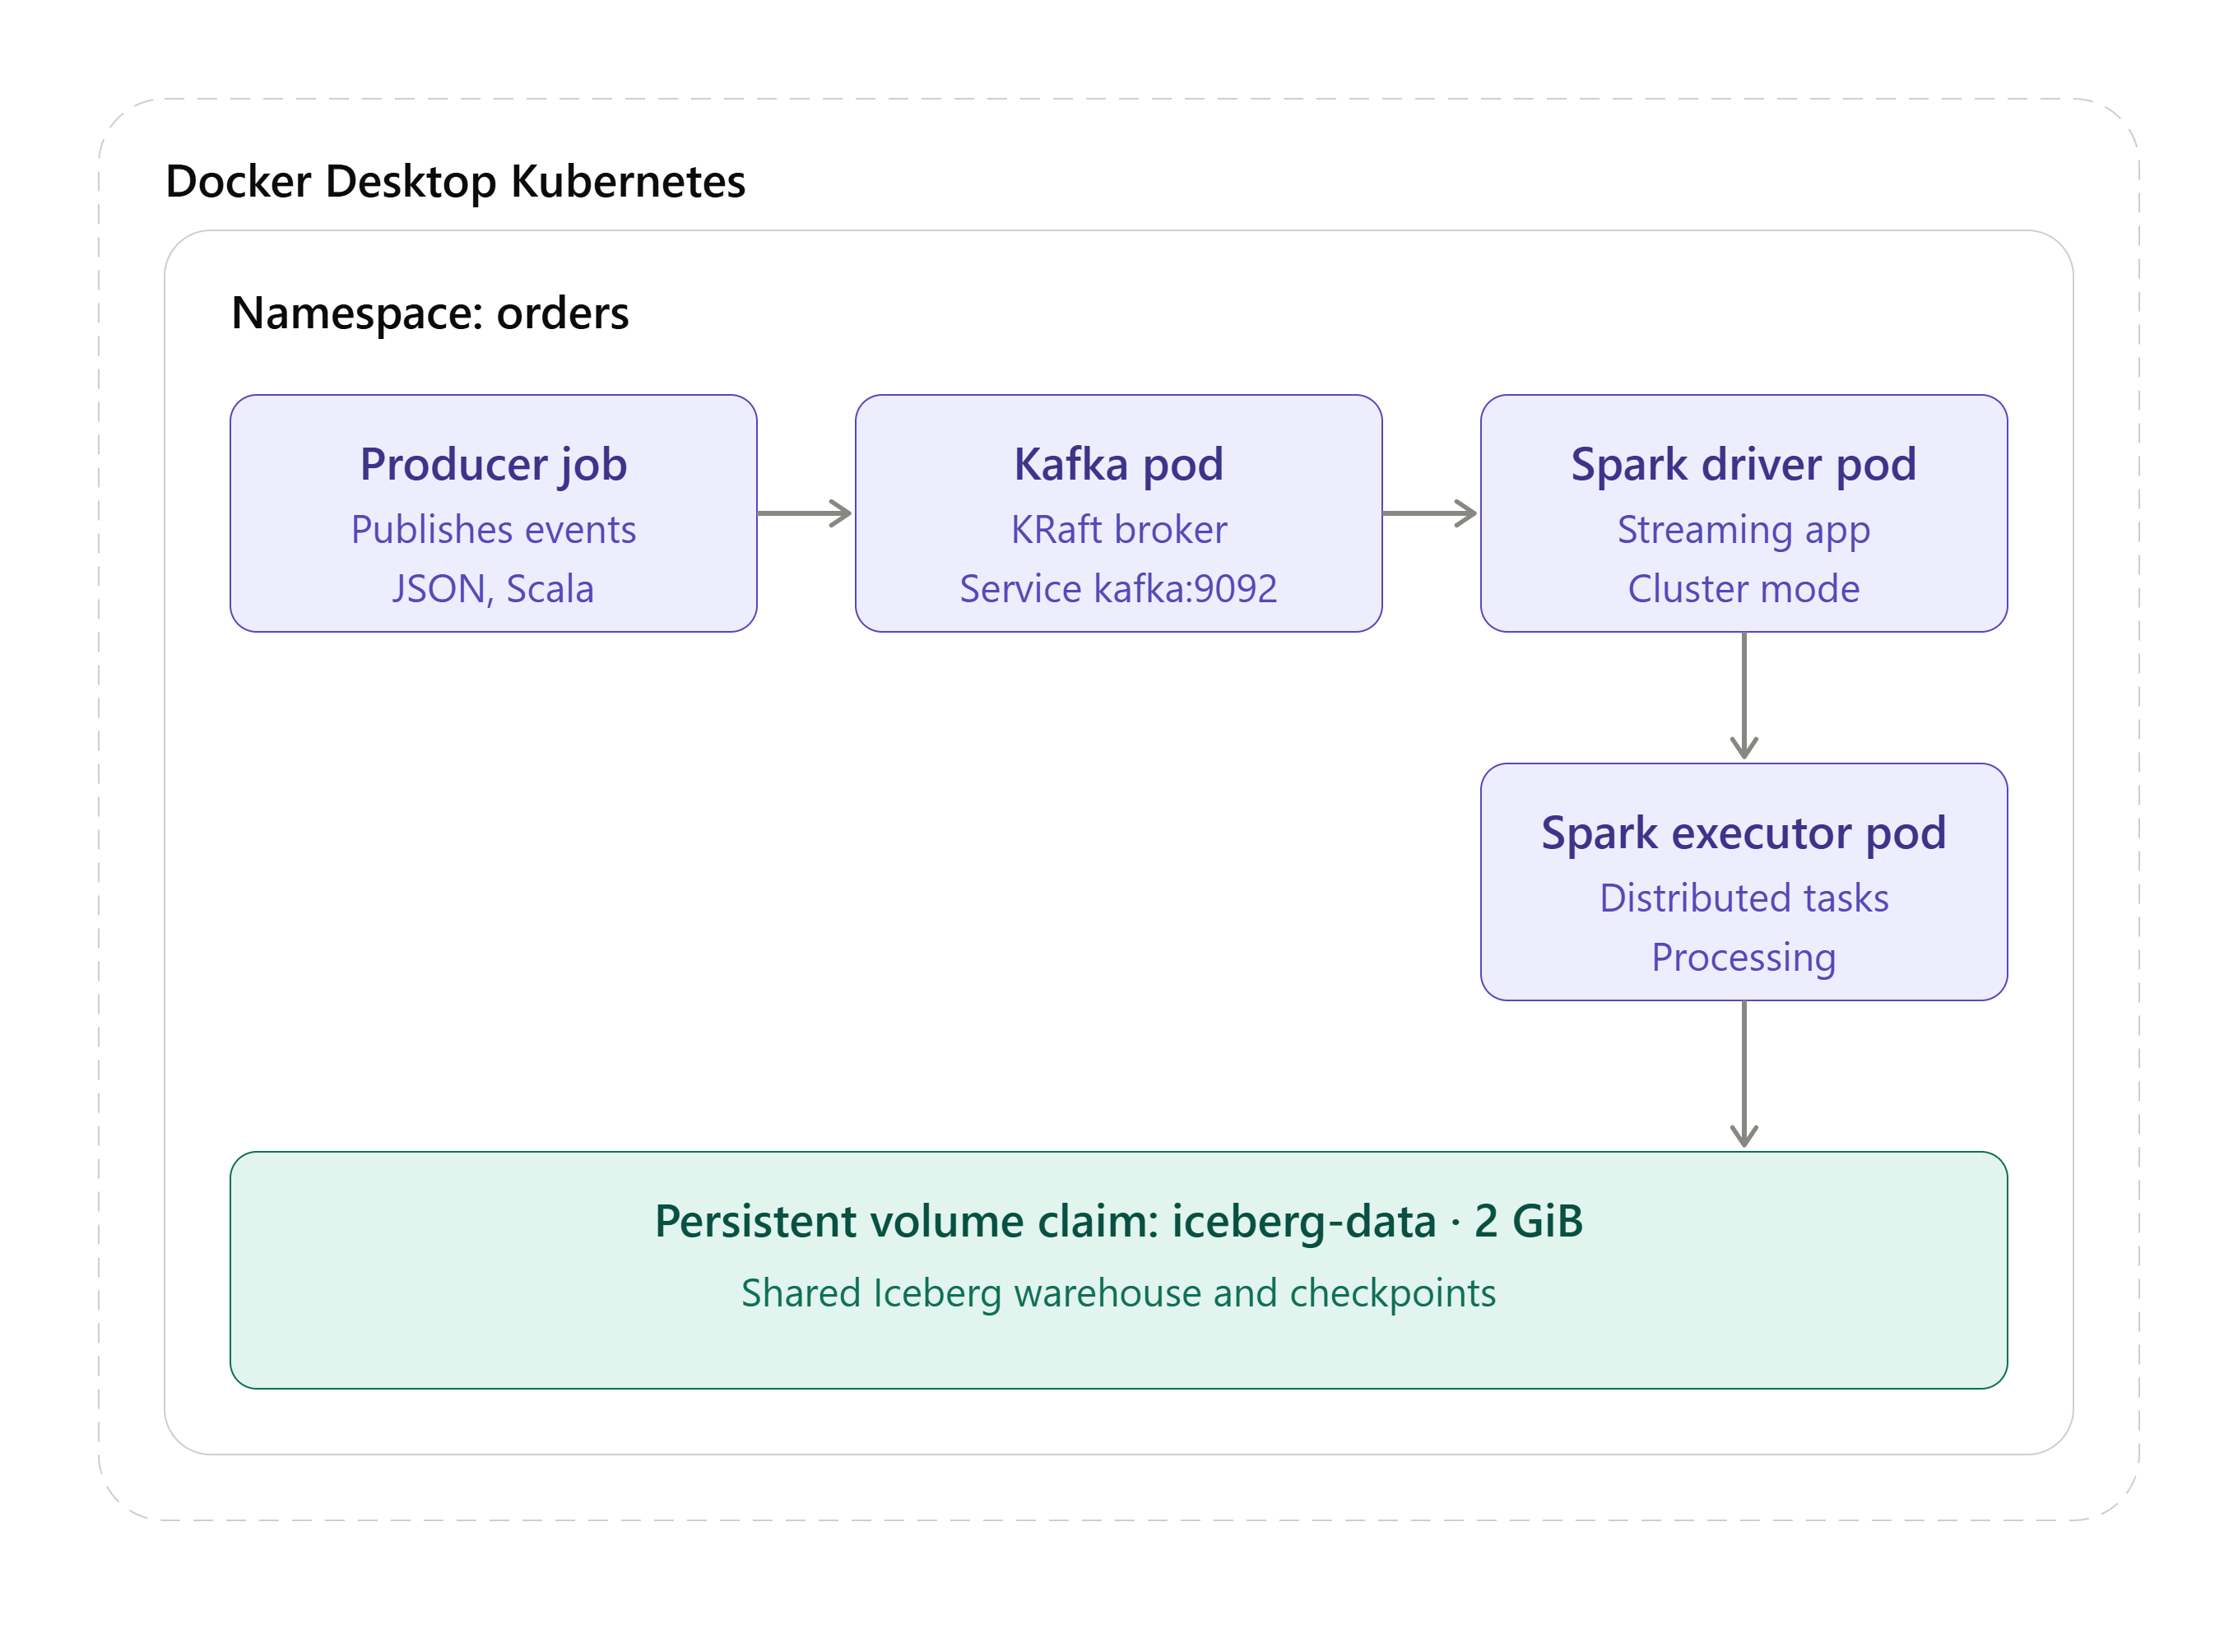 Docker Desktop Kubernetes
Namespace: orders
Producer job
Publishes events
JSON, Scala
Kafka pod
KRaft broker
Service kafka:9092
Spark driver pod
Streaming app
Cluster mode
Spark executor pod
Distributed tasks
Processing
Persistent volume claim: iceberg-data · 2 GiB
Shared Iceberg warehouse and checkpoints